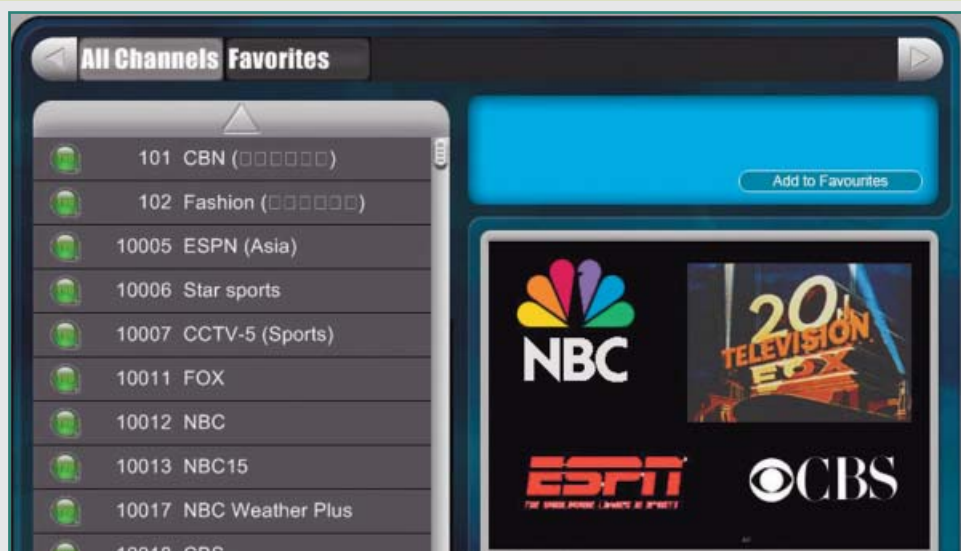 All Channels Favorites
101 CBN (□□□□□□)
102 Fashion (□□□□□□)
10005 ESPN (Asia)
10006 Star sports
10007 CCTV-5 (Sports)
10011 FOX
10012 NBC
10013 NBC15
10017 NBC Weather Plus
Add to Favourites
NBC
20th
TELEVISION
FOX
ESPN
CBS